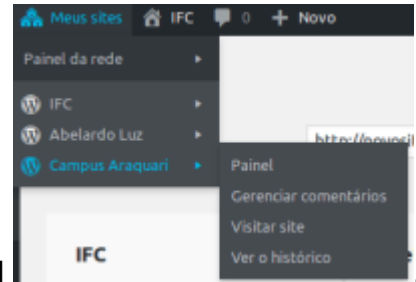 Meus sites IFC 0 + Novo
Painel da rede
IFC
Abelardo Luz
Campus Araquari
Painel
Gerenciar comentários
Visitar site
Ver o histórico
IFC